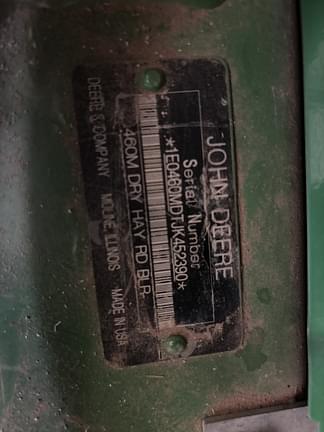 JOHN DEERE
Serial Number
*1E0460MDTJK452390*
460M DRY HAY RD BLR
DEERE & COMPANY MOLINE, ILLINOIS MADE IN USA